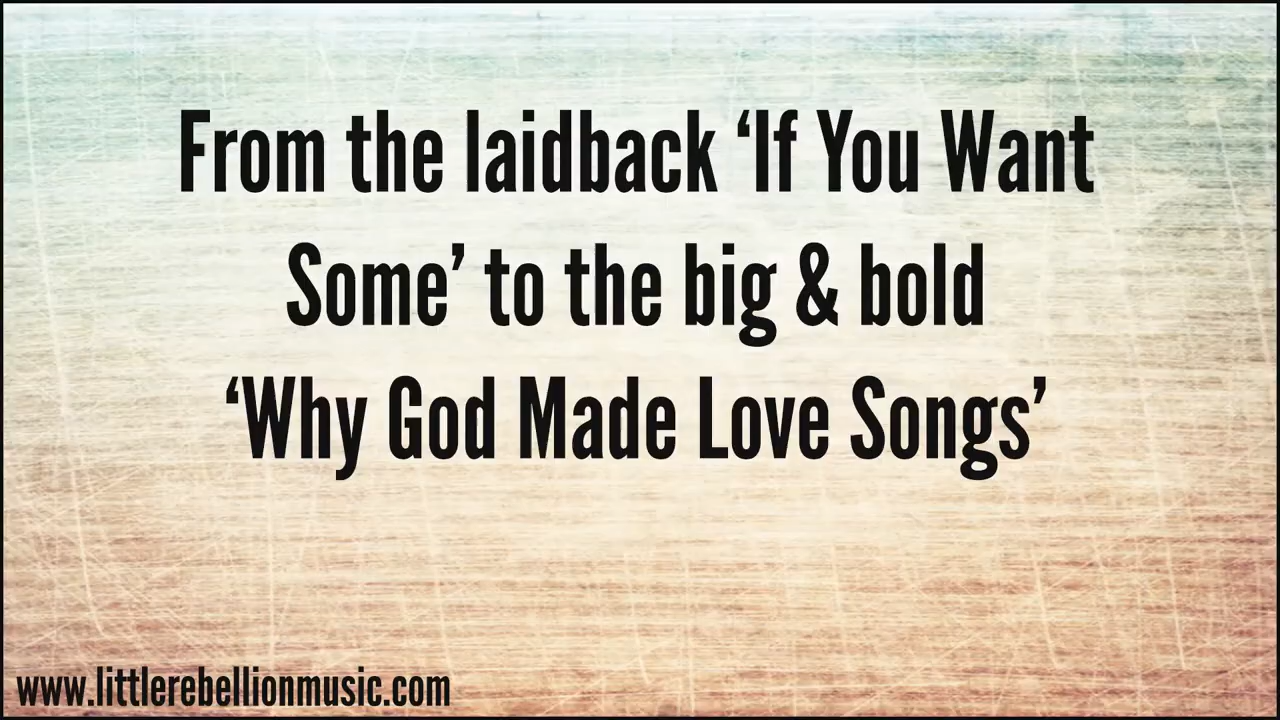 From the laidback ‘If You Want
Some’ to the big & bold
‘Why God Made Love Songs’
www.littlerebellionmusic.com